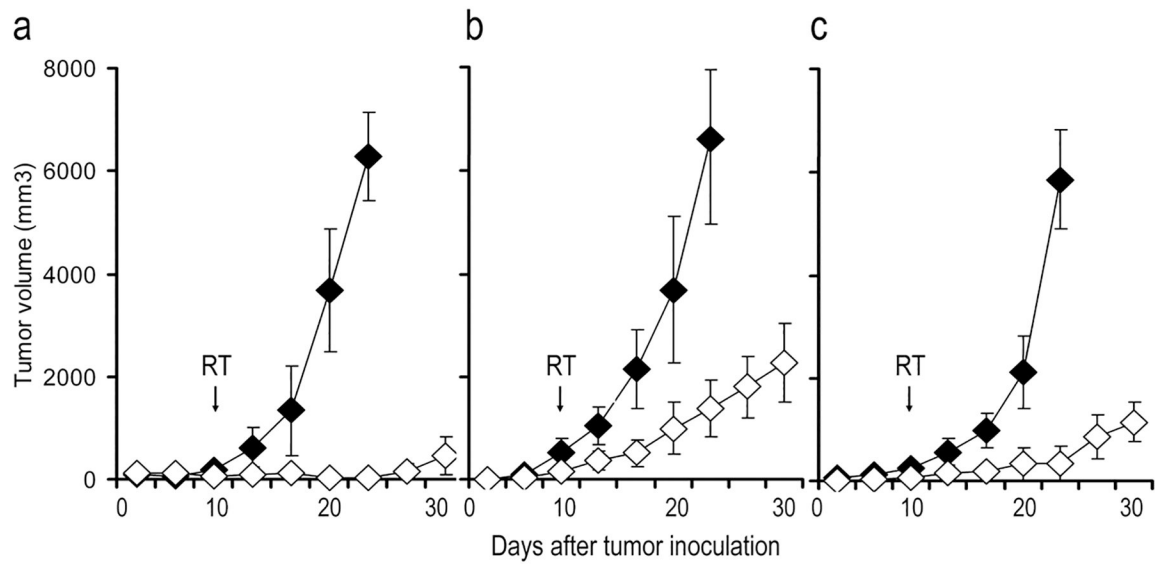 a b c
8000
6000
4000
2000
0
Tumor volume (mm3)
RT RT RT
0 10 20 30 0 10 20 30 0 10 20 30
Days after tumor inoculation